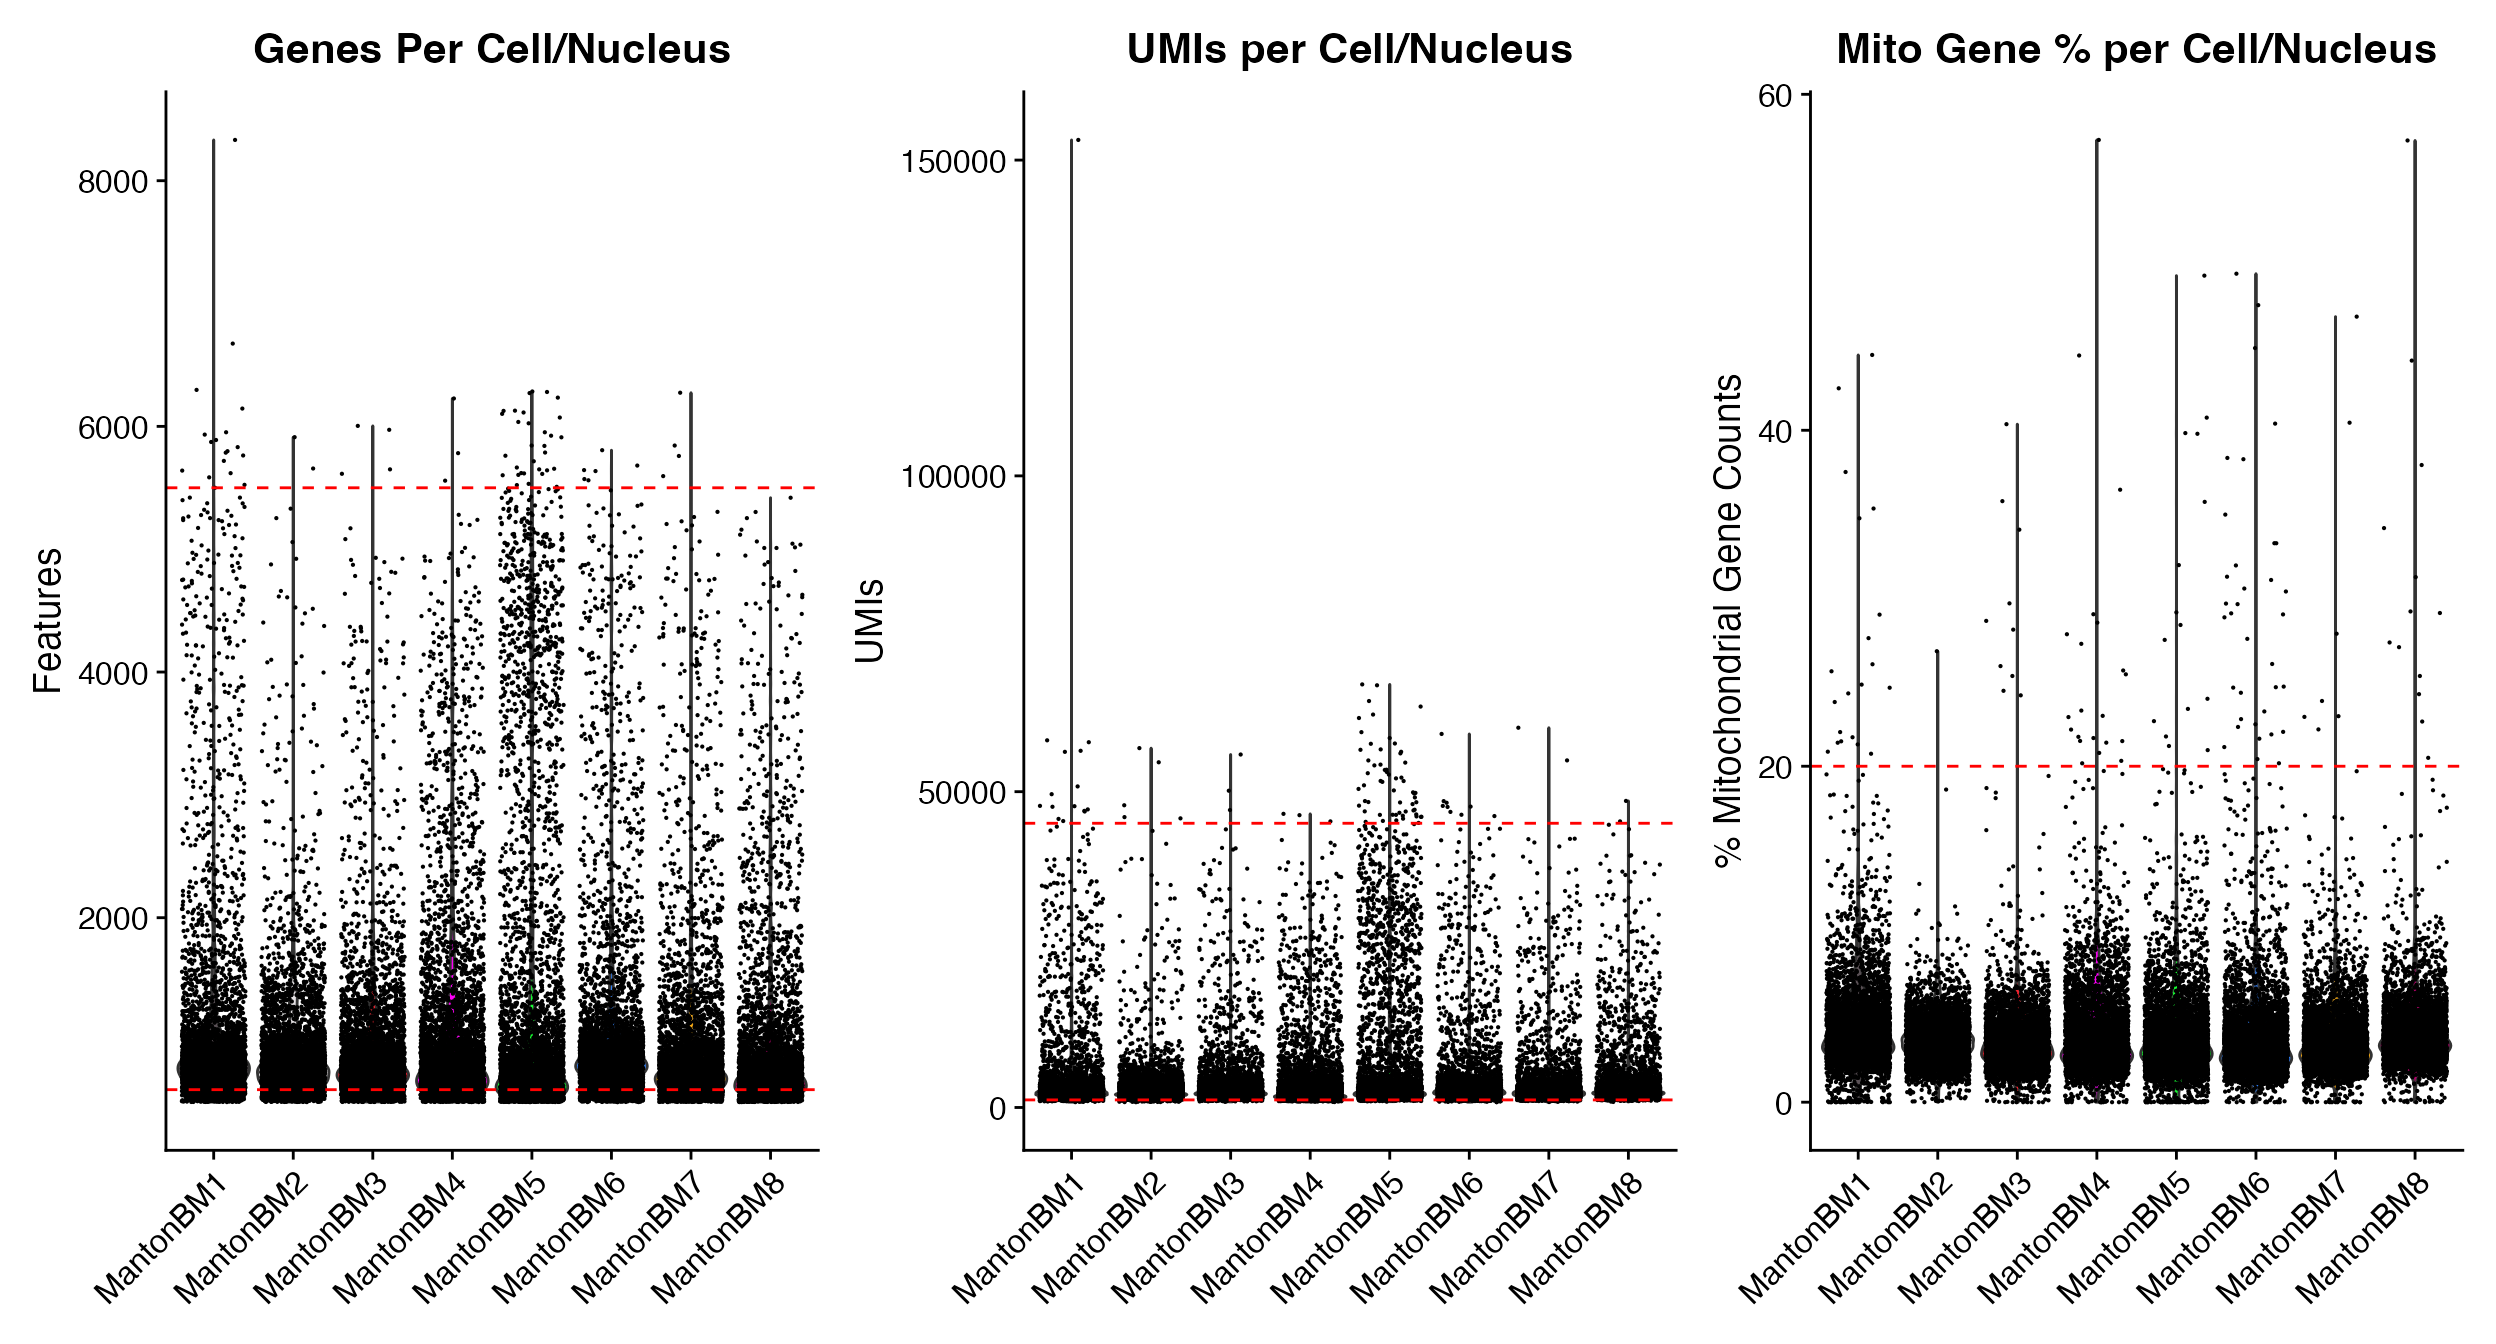 Genes Per Cell/Nucleus
Features
8000
6000
4000
2000
MantonBM1
MantonBM2
MantonBM3
MantonBM4
MantonBM5
MantonBM6
MantonBM7
MantonBM8
UMIs per Cell/Nucleus
UMIs
150000
100000
50000
0
MantonBM1
MantonBM2
MantonBM3
MantonBM4
MantonBM5
MantonBM6
MantonBM7
MantonBM8
Mito Gene % per Cell/Nucleus
% Mitochondrial Gene Counts
60
40
20
0
MantonBM1
MantonBM2
MantonBM3
MantonBM4
MantonBM5
MantonBM6
MantonBM7
MantonBM8